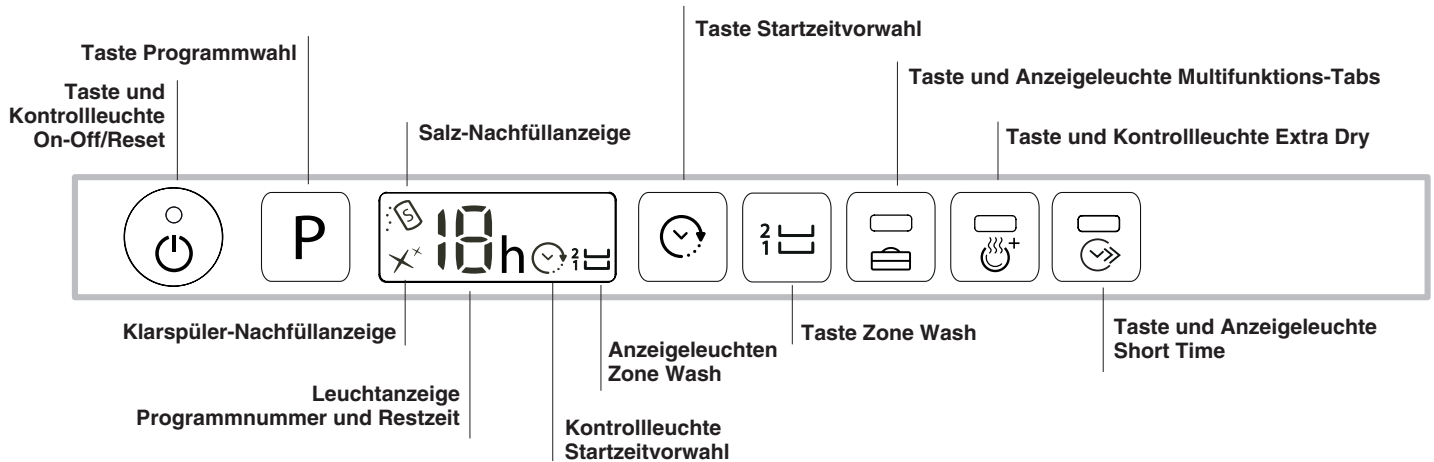 Taste Startzeitvorwahl
Taste Programmwahl
Taste und Anzeigeleuchte Multifunktions-Tabs
Taste und
Kontrollleuchte
On-Off/Reset
Salz-Nachfüllanzeige
Taste und Kontrollleuchte Extra Dry
P
S
18h
2
1
2
1
+
Klarspüler-Nachfüllanzeige
Anzeigeleuchten
Zone Wash
Taste Zone Wash
Taste und Anzeigeleuchte
Short Time
Leuchtanzeige
Programmnummer und Restzeit
Kontrollleuchte
Startzeitvorwahl